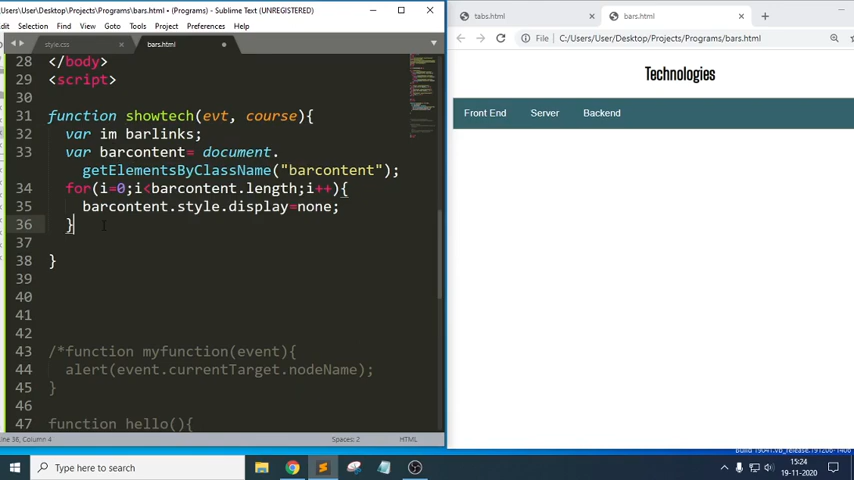 Users\User\Desktop\Projects\Programs\bars.html • (Programs) - Sublime Text (UNREGISTERED)
Selection Find View Goto Tools Project Preferences Help
style.css
bars.html
28 </body>
29 <script>
30
31 function showtech(evt, course){
32 var im barlinks;
33 var barcontent= document.
getElementsByClassName("barcontent");
34 for(i=0;i<barcontent.length;i++){
35 barcontent.style.display=none;
36 }
37
38 }
39
40
41
42
43 /*function myfunction(event){
44 alert(event.currentTarget.nodeName);
45 }
46
47 function hello(){
Line 38, Column 4
Spaces: 2
HTML
tabs.html
bars.html
File
C:/Users/User/Desktop/Projects/Programs/bars.html
Technologies
Front End Server Backend
Type here to search
15:24
19-11-2020